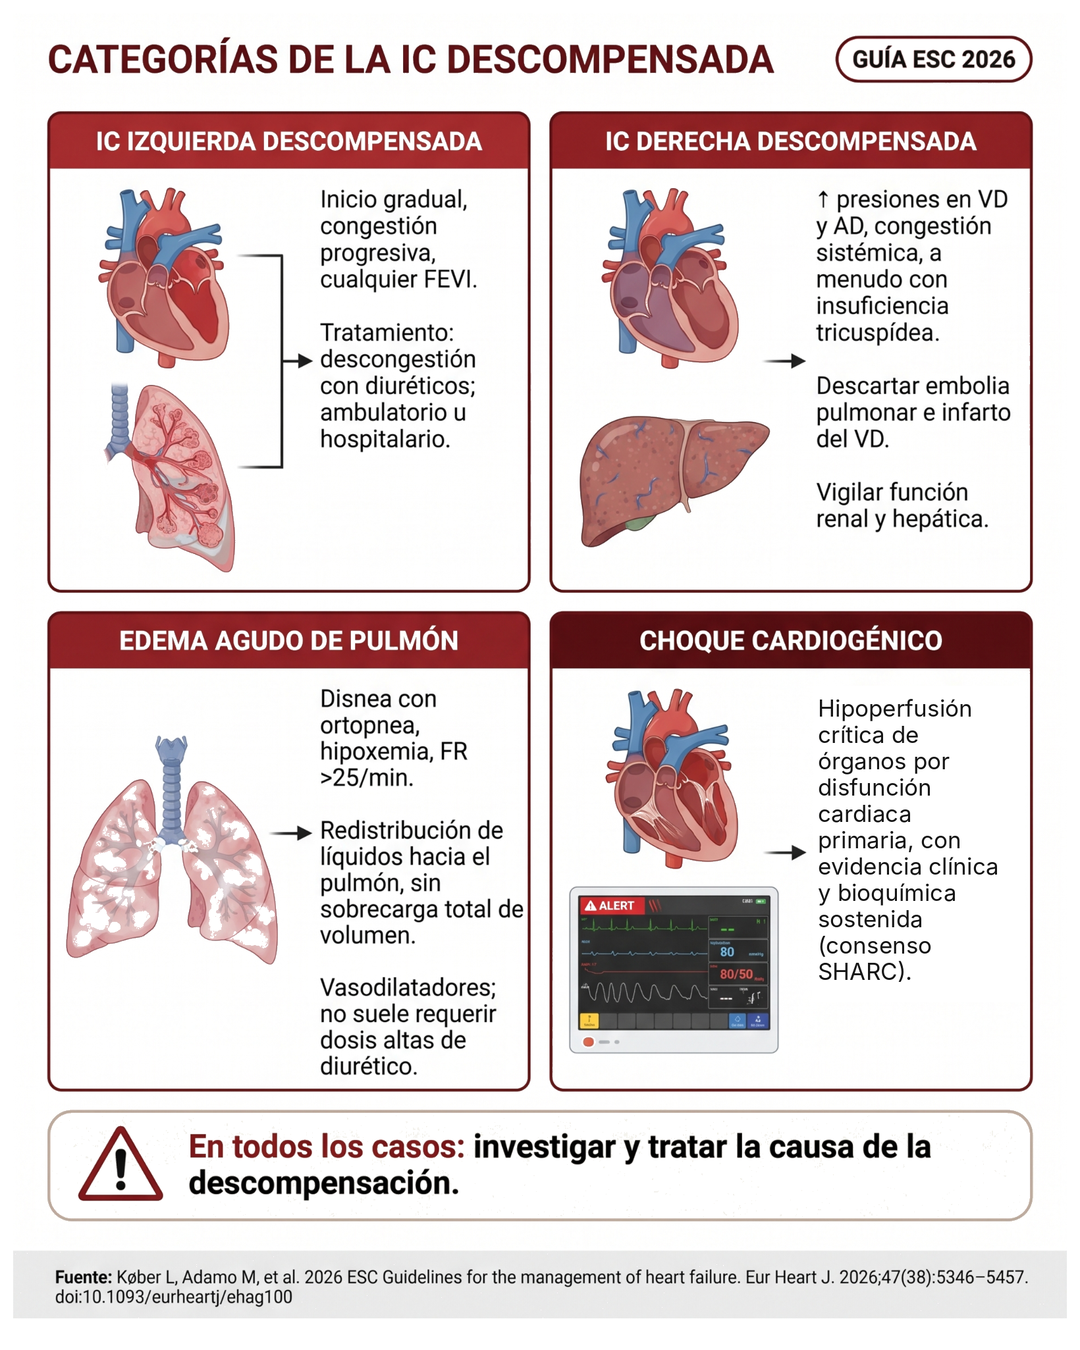 CATEGORÍAS DE LA IC DESCOMPENSADA
GUÍA ESC 2026
IC IZQUIERDA DESCOMPENSADA
Inicio gradual,
congestión
progresiva,
cualquier FEVI.
Tratamiento:
descongestión
con diuréticos;
ambulatorio u
hospitalario.
IC DERECHA DESCOMPENSADA
↑ presiones en VD
y AD, congestión
sistémica, a
menudo con
insuficiencia
tricuspídea.
Descartar embolia
pulmonar e infarto
del VD.
Vigilar función
renal y hepática.
EDEMA AGUDO DE PULMÓN
Disnea con
ortopnea,
hipoxemia, FR
>25/min.
Redistribución de
líquidos hacia el
pulmón, sin
sobrecarga total de
volumen.
Vasodilatadores;
no suele requerir
dosis altas de
diurético.
CHOQUE CARDIOGÉNICO
Hipoperfusión
crítica de
órganos por
disfunción
cardiaca
primaria, con
evidencia clínica
y bioquímica
sostenida
(consenso
SHARC).
ALERT
80
80/50
En todos los casos: investigar y tratar la causa de la
descompensación.
Fuente: Køber L, Adamo M, et al. 2026 ESC Guidelines for the management of heart failure. Eur Heart J. 2026;47(38):5346–5457.
doi:10.1093/eurheartj/ehag100